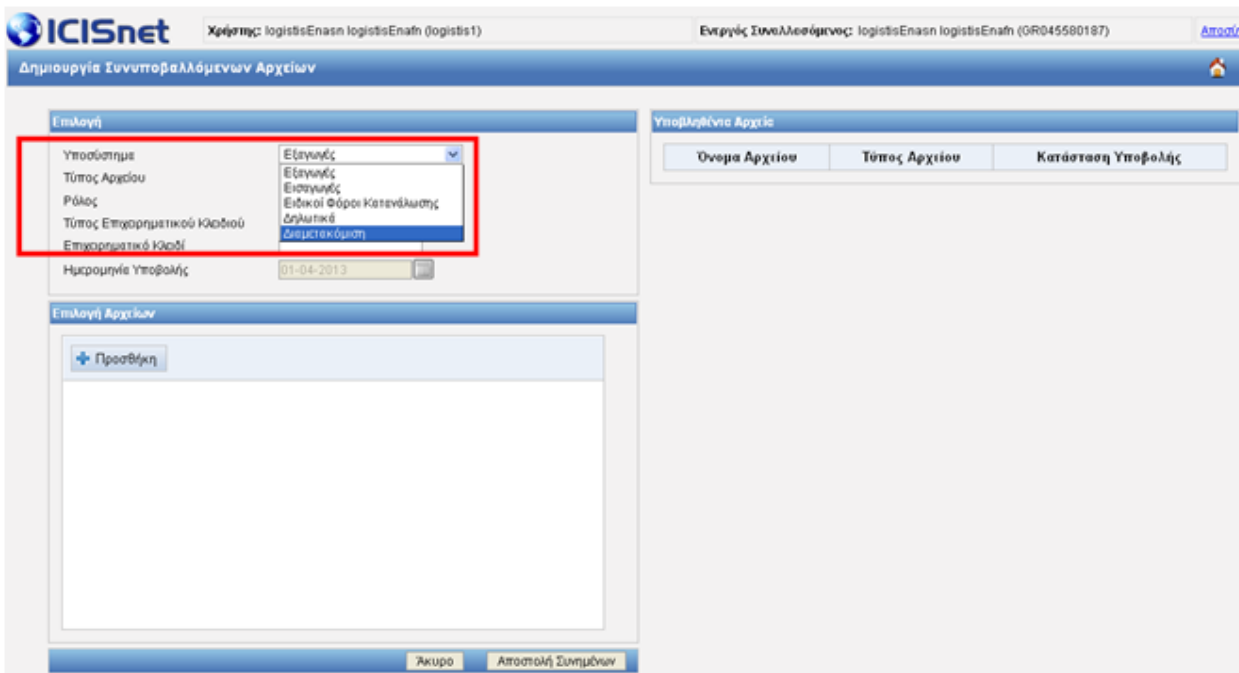 ICISnet
Χρήστης: logistisEnasn logistisEnafn (logistis1)
Ενεργός Συναλλασόμενος: logistisEnasn logistisEnafn (GR045580187)
Δημιουργία Συνυποβαλλόμενων Αρχείων
Επιλογή
Υποσύστημα
Εξαγωγές
Τύπος Αρχείου
Εξαγωγές
Εισαγωγές
Ρόλος
Ειδικοί Φόροι Κατανάλωσης
Τύπος Επιχειρηματικού Κλειδιού
Δηλωτικά
Διαμετακόμιση
Επιχειρηματικό Κλειδί
Ημερομηνία Υποβολής
01-04-2013
Επιλογή Αρχείων
Προσθήκη
Άκυρο
Αποστολή Συνημένων
Υποβληθέντα Αρχεία
Όνομα Αρχείου
Τύπος Αρχείου
Κατάσταση Υποβολής